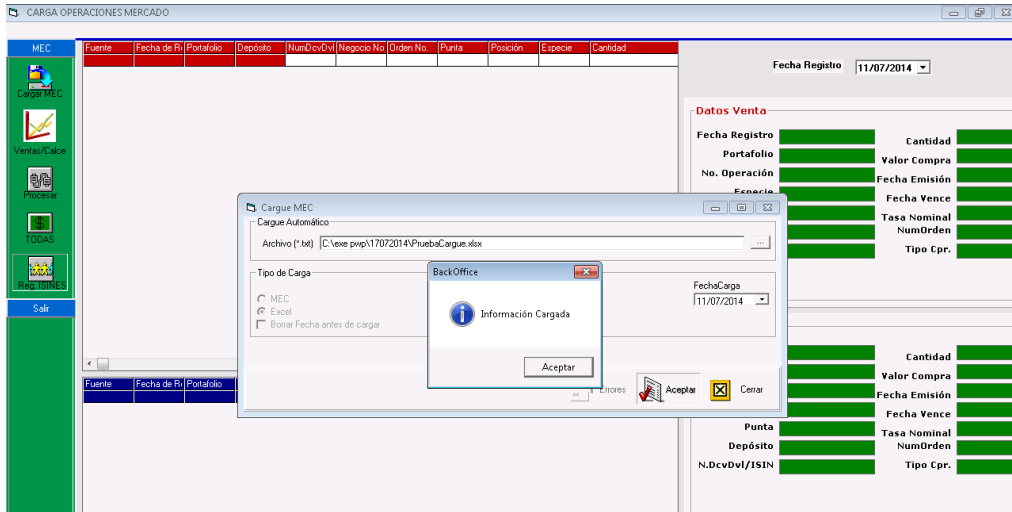 CARGA OPERACIONES MERCADO
MEC
Cargar MEC
Ventas/Calce
Procesar
TODAS
Reg. ISINES
Salir
Fuente Fecha de R Portafolio Depósito NumDcvDvl Negocio No Orden No. Punta Posición Especie Cantidad
Fecha Registro 11/07/2014
Datos Venta
Fecha Registro Cantidad
Portafolio Valor Compra
No. Operación Fecha Emisión
Especie Fecha Vence
Tasa Nominal
NumOrden
Tipo Cpr.
Cargue MEC
Cargue Automático
Archivo (*.txt) C:\exe pwp\17072014\PruebaCargue.xlsx ...
Tipo de Carga
MEC
Excel
Borrar Fecha antes de cargar
FechaCarga
11/07/2014
BackOffice
Información Cargada
Aceptar
Errores Aceptar Cerrar
Fuente Fecha de R Portafolio
Cantidad
Valor Compra
Fecha Emisión
Fecha Vence
Punta Tasa Nominal
Depósito NumOrden
N.DcvDvl/ISIN Tipo Cpr.